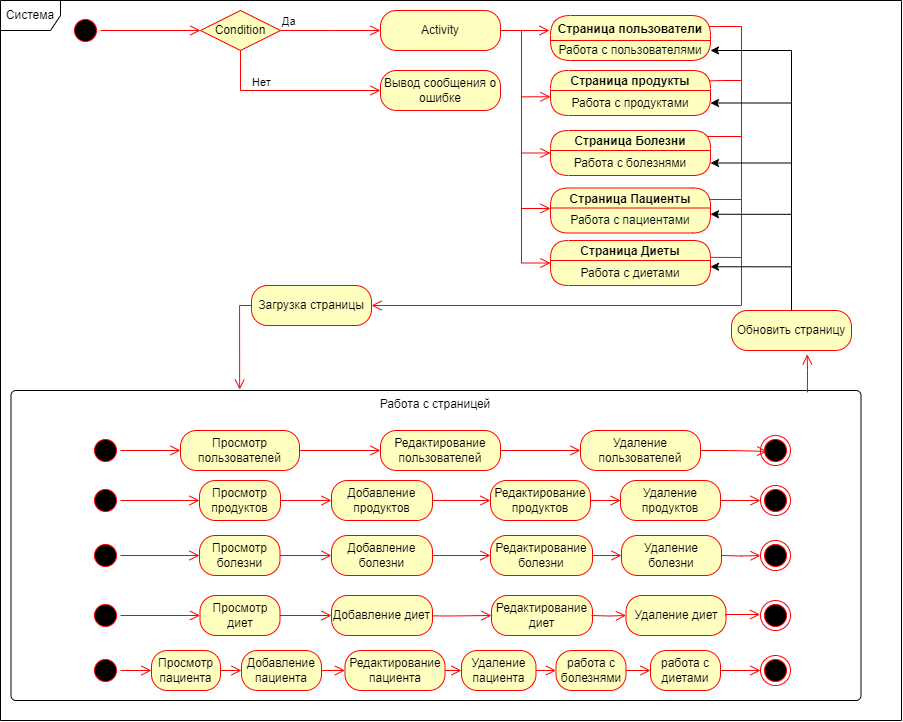 Система
Condition
Да
Нет
Activity
Вывод сообщения о
ошибке
Страница пользователи
Работа с пользователями
Страница продукты
Работа с продуктами
Страница Болезни
Работа с болезнями
Страница Пациенты
Работа с пациентами
Страница Диеты
Работа с диетами
Загрузка страницы
Обновить страницу
Работа с страницей
Просмотр
пользователей
Редактирование
пользователей
Удаление
пользователей
Просмотр
продуктов
Добавление
продуктов
Редактирование
продуктов
Удаление
продуктов
Просмотр
болезни
Добавление
болезни
Редактирование
болезни
Удаление
болезни
Просмотр
диет
Добавление диет
Редактирование
диет
Удаление диет
Просмотр
пациента
Добавление
пациента
Редактирование
пациента
Удаление
пациента
работа с
болезнями
работа с
диетами